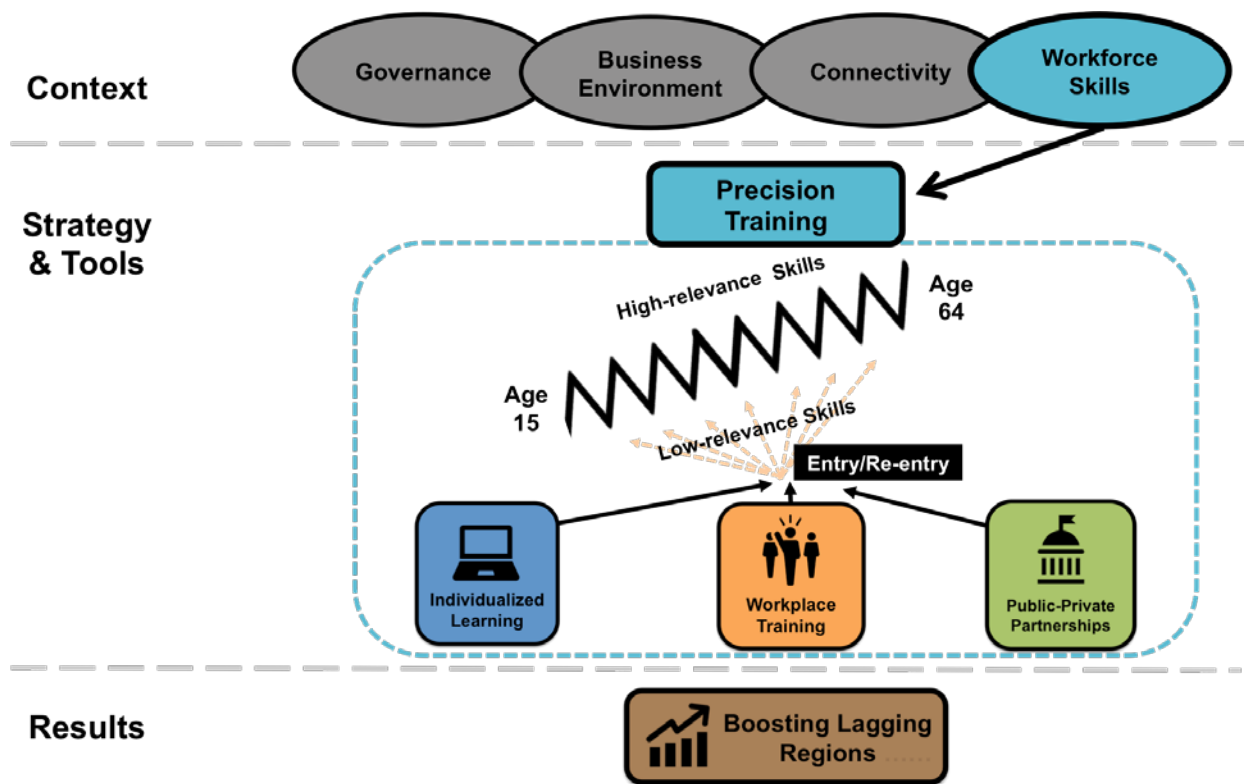 Context
Governance
Business
Environment
Connectivity
Workforce
Skills
Strategy
& Tools
Precision
Training
High-relevance Skills
Age
64
Age
15
Low-relevance Skills
Entry/Re-entry
Individualized
Learning
Workplace
Training
Public-Private
Partnerships
Results
Boosting Lagging
Regions ......